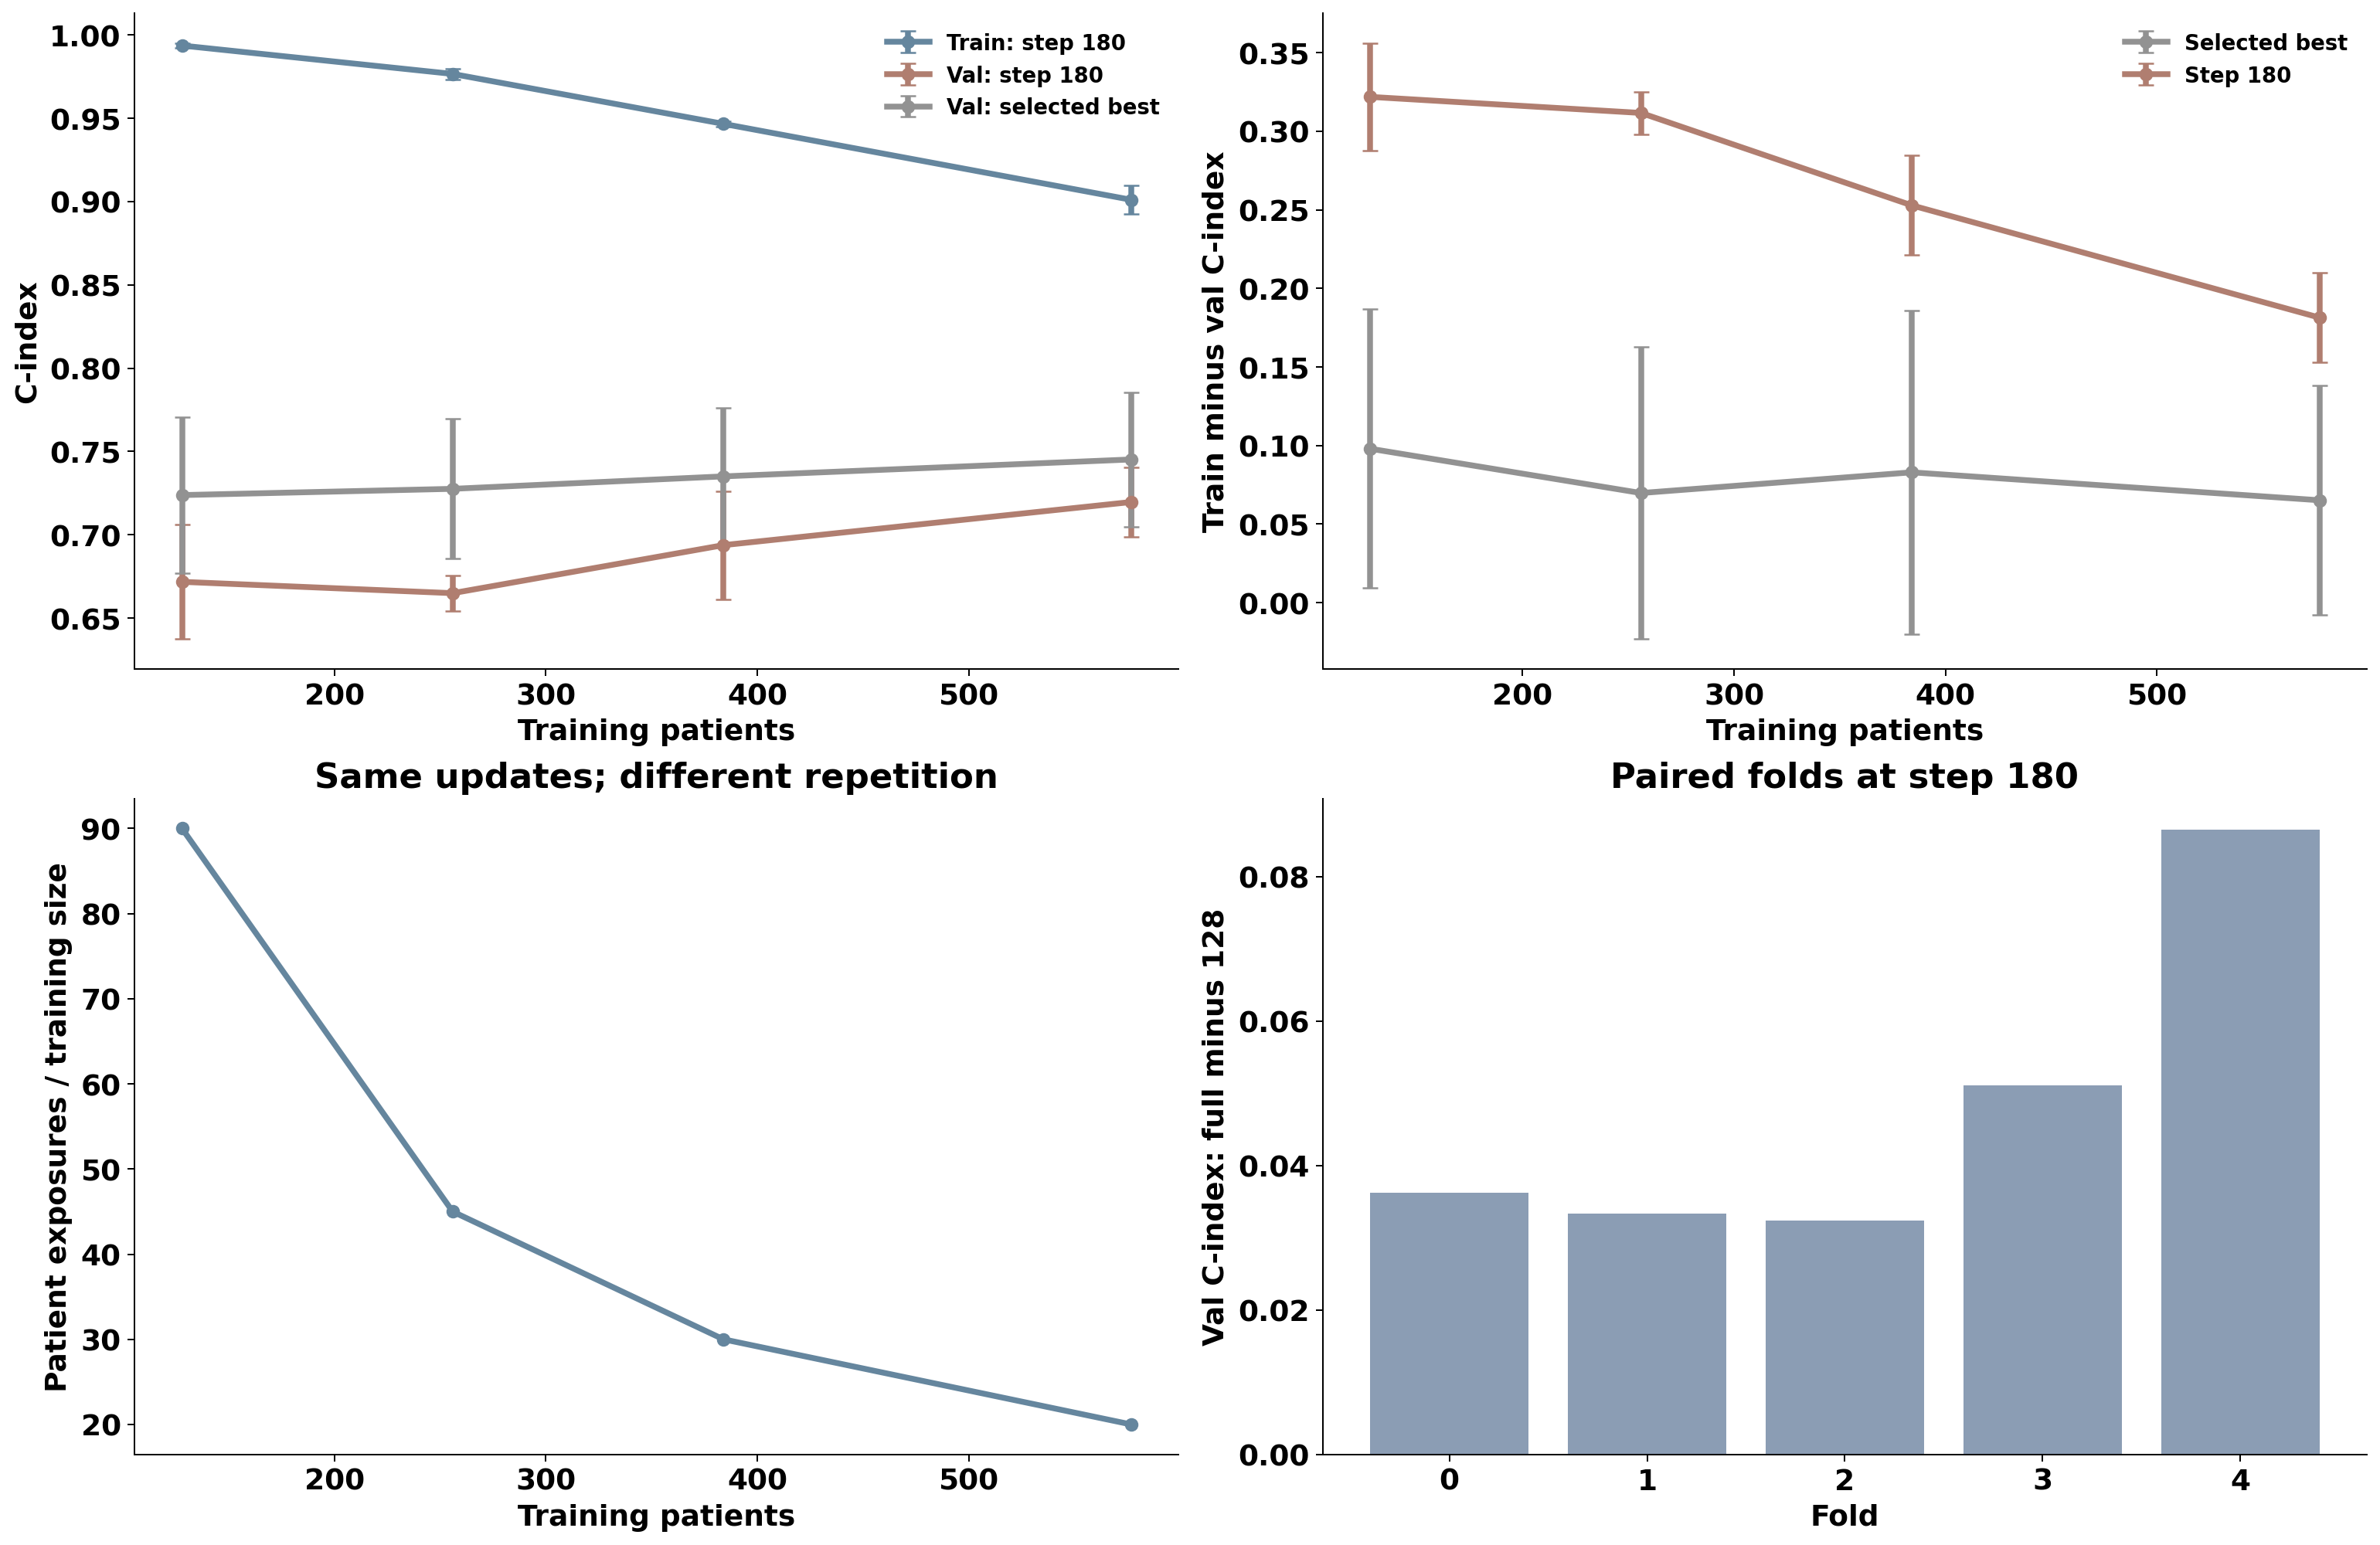 C-index
1.00
0.95
0.90
0.85
0.80
0.75
0.70
0.65
Train: step 180
Val: step 180
Val: selected best
200 300 400 500
Training patients
Train minus val C-index
0.35
0.30
0.25
0.20
0.15
0.10
0.05
0.00
Selected best
Step 180
200 300 400 500
Training patients
Same updates; different repetition
Patient exposures / training size
90
80
70
60
50
40
30
20
200 300 400 500
Training patients
Paired folds at step 180
Val C-index: full minus 128
0.08
0.06
0.04
0.02
0.00
0 1 2 3 4
Fold